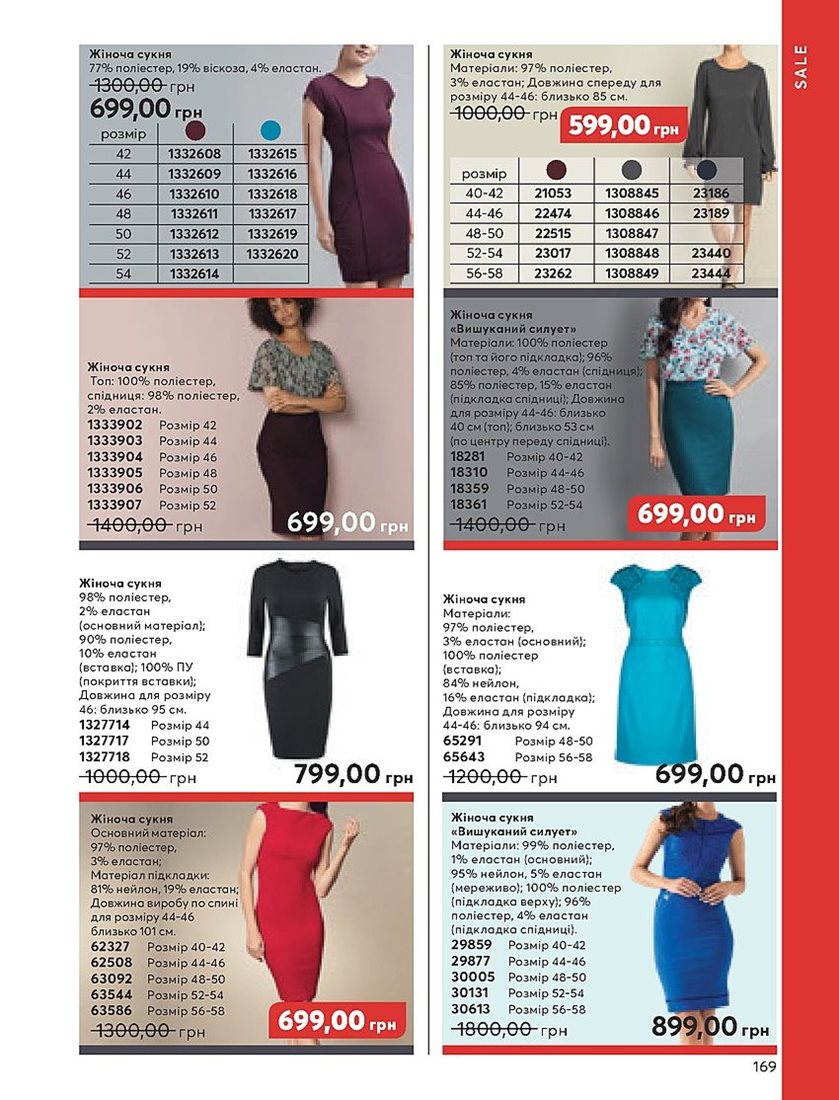 SALE
Жіноча сукня
77% поліестер, 19% віскоза, 4% еластан.
1300,00 грн
699,00 грн
розмір
42 1332608 1332615
44 1332609 1332616
46 1332610 1332618
48 1332611 1332617
50 1332612 1332619
52 1332613 1332620
54 1332614
Жіноча сукня
Матеріали: 97% поліестер,
3% еластан; Довжина спереду для
розміру 44-46: близько 85 см.
1000,00 грн
599,00 грн
розмір
40-42 21053 1308845 23186
44-46 22474 1308846 23189
48-50 22515 1308847
52-54 23017 1308848 23440
56-58 23262 1308849 23444
Жіноча сукня
Топ: 100% поліестер,
спідниця: 98% поліестер,
2% еластан.
1333902 Розмір 42
1333903 Розмір 44
1333904 Розмір 46
1333905 Розмір 48
1333906 Розмір 50
1333907 Розмір 52
1400,00 грн
699,00 грн
Жіноча сукня
«Вишуканий силует»
Матеріали: 100% поліестер
(топ та його підкладка); 96%
поліестер, 4% еластан (спідниця);
85% поліестер, 15% еластан
(підкладка спідниці); Довжина
для розміру 44-46: близько
40 см (топ); близько 53 см
(по центру переду спідниці).
18281 Розмір 40-42
18310 Розмір 44-46
18359 Розмір 48-50
18361 Розмір 52-54
1400,00 грн
699,00 грн
Жіноча сукня
98% поліестер,
2% еластан
(основний матеріал);
90% поліестер,
10% еластан
(вставка); 100% ПУ
(покриття вставки);
Довжина для розміру
46: близько 95 см.
1327714 Розмір 44
1327717 Розмір 50
1327718 Розмір 52
1000,00 грн
799,00 грн
Жіноча сукня
Матеріали:
97% поліестер,
3% еластан (основний);
100% поліестер
(вставка);
84% нейлон,
16% еластан (підкладка);
Довжина для розміру
44-46: близько 94 см.
65291 Розмір 48-50
65643 Розмір 56-58
1200,00 грн
699,00 грн
Жіноча сукня
Основний матеріал:
97% поліестер,
3% еластан;
Матеріал підкладки:
81% нейлон, 19% еластан;
Довжина виробу по спині
для розміру 44-46
близько 101 см.
62327 Розмір 40-42
62508 Розмір 44-46
63092 Розмір 48-50
63544 Розмір 52-54
63586 Розмір 56-58
1300,00 грн
699,00 грн
Жіноча сукня
«Вишуканий силует»
Матеріали: 99% поліестер,
1% еластан (основний);
95% нейлон, 5% еластан
(мереживо); 100% поліестер
(підкладка верху); 96%
поліестер, 4% еластан
(підкладка спідниці).
29859 Розмір 40-42
29877 Розмір 44-46
30005 Розмір 48-50
30131 Розмір 52-54
30613 Розмір 56-58
1800,00 грн
899,00 грн
169